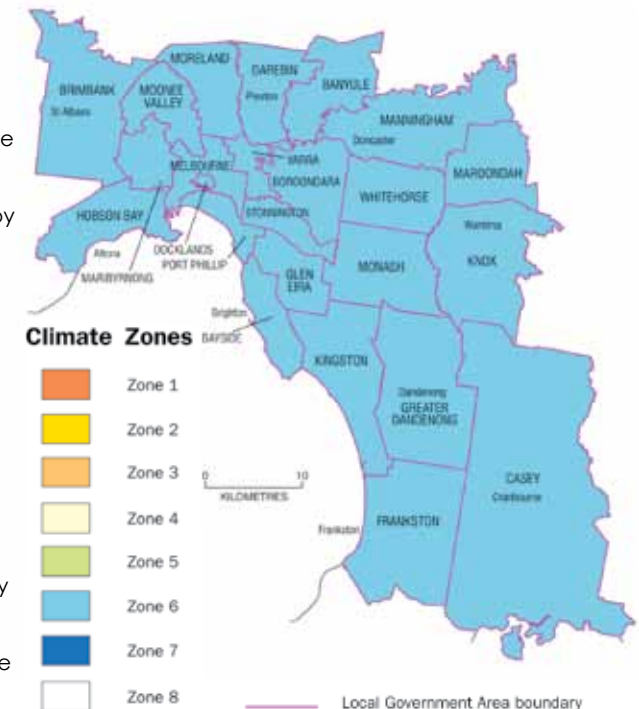 MORELAND
DAREBIN
BRIMBANK
MOONEE
VALLEY
Preston
BANYULE
St Albans
MANNINGHAM
e
Doncaster
MELBOURNE
YARRA
BOROONDARA
MAROONDAH
WHITEHORSE
by
HOBSON BAY
STONNINGTON
Wantirna
DOCKLANDS
PORT PHILLIP
Altona
MARIBYRNONG
MONASH
KNOX
GLEN
EIRA
Brighton
BAYSIDE
Climate Zones
KINGSTON
Zone 1
Dandenong
GREATER
DANDENONG
Zone 2
Zone 3
0 10
KILOMETRES
CASEY
Cranbourne
Zone 4
Frankston
FRANKSTON
Zone 5
y
Zone 6
Zone 7
e
Zone 8
Local Government Area boundary